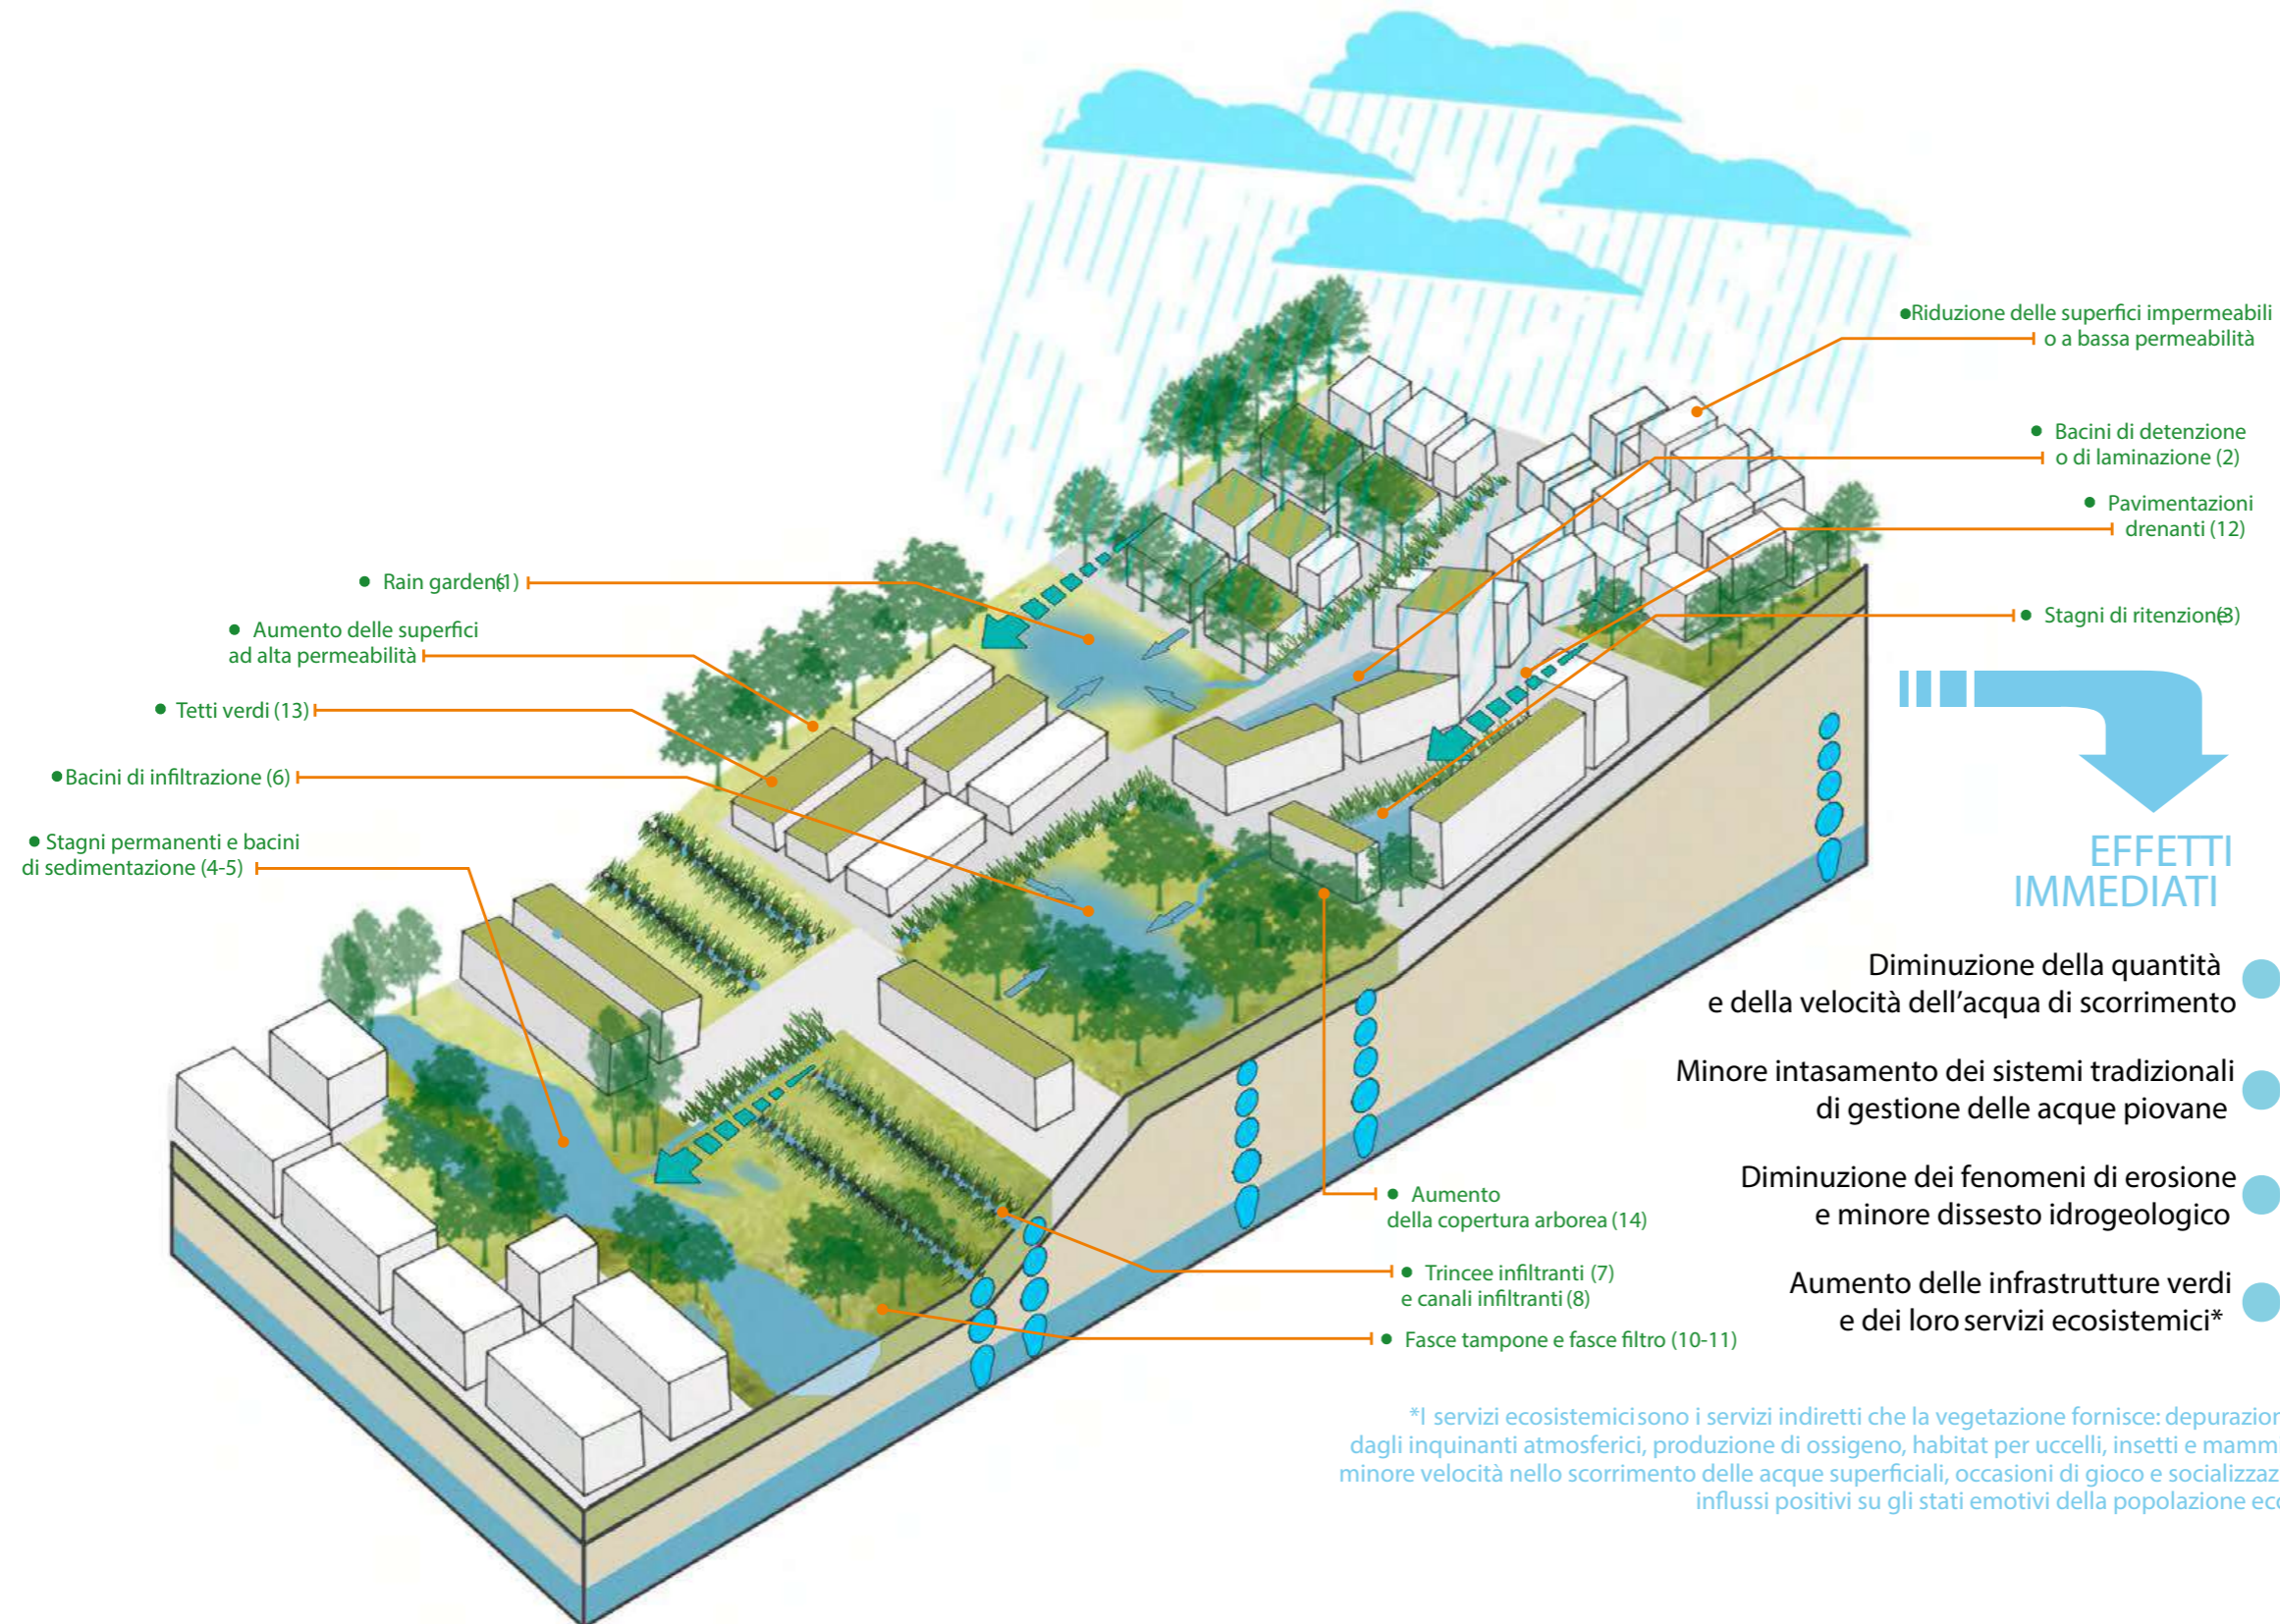 ●Riduzione delle superfici impermeabili
o a bassa permeabilità
● Bacini di detenzione
o di laminazione (2)
● Pavimentazioni
drenanti (12)
● Stagni di ritenzione(3)
● Rain gardens(1)
● Aumento delle superfici
ad alta permeabilità
● Tetti verdi (13)
●Bacini di infiltrazione (6)
● Stagni permanenti e bacini
di sedimentazione (4-5)
EFFETTI
IMMEDIATI
Diminuzione della quantità
e della velocità dell’acqua di scorrimento
Minore intasamento dei sistemi tradizionali
di gestione delle acque piovane
Diminuzione dei fenomeni di erosione
e minore dissesto idrogeologico
Aumento delle infrastrutture verdi
e dei loro servizi ecosistemici*
● Aumento
della copertura arborea (14)
● Trincee infiltranti (7)
e canali infiltranti (8)
● Fasce tampone e fasce filtro (10-11)
*I servizi ecosistemici sono i servizi indiretti che la vegetazione fornisce: depurazion
dagli inquinanti atmosferici, produzione di ossigeno, habitat per uccelli, insetti e mamm
minore velocità nello scorrimento delle acque superficiali, occasioni di gioco e socializzaz
influssi positivi su gli stati emotivi della popolazione ecc